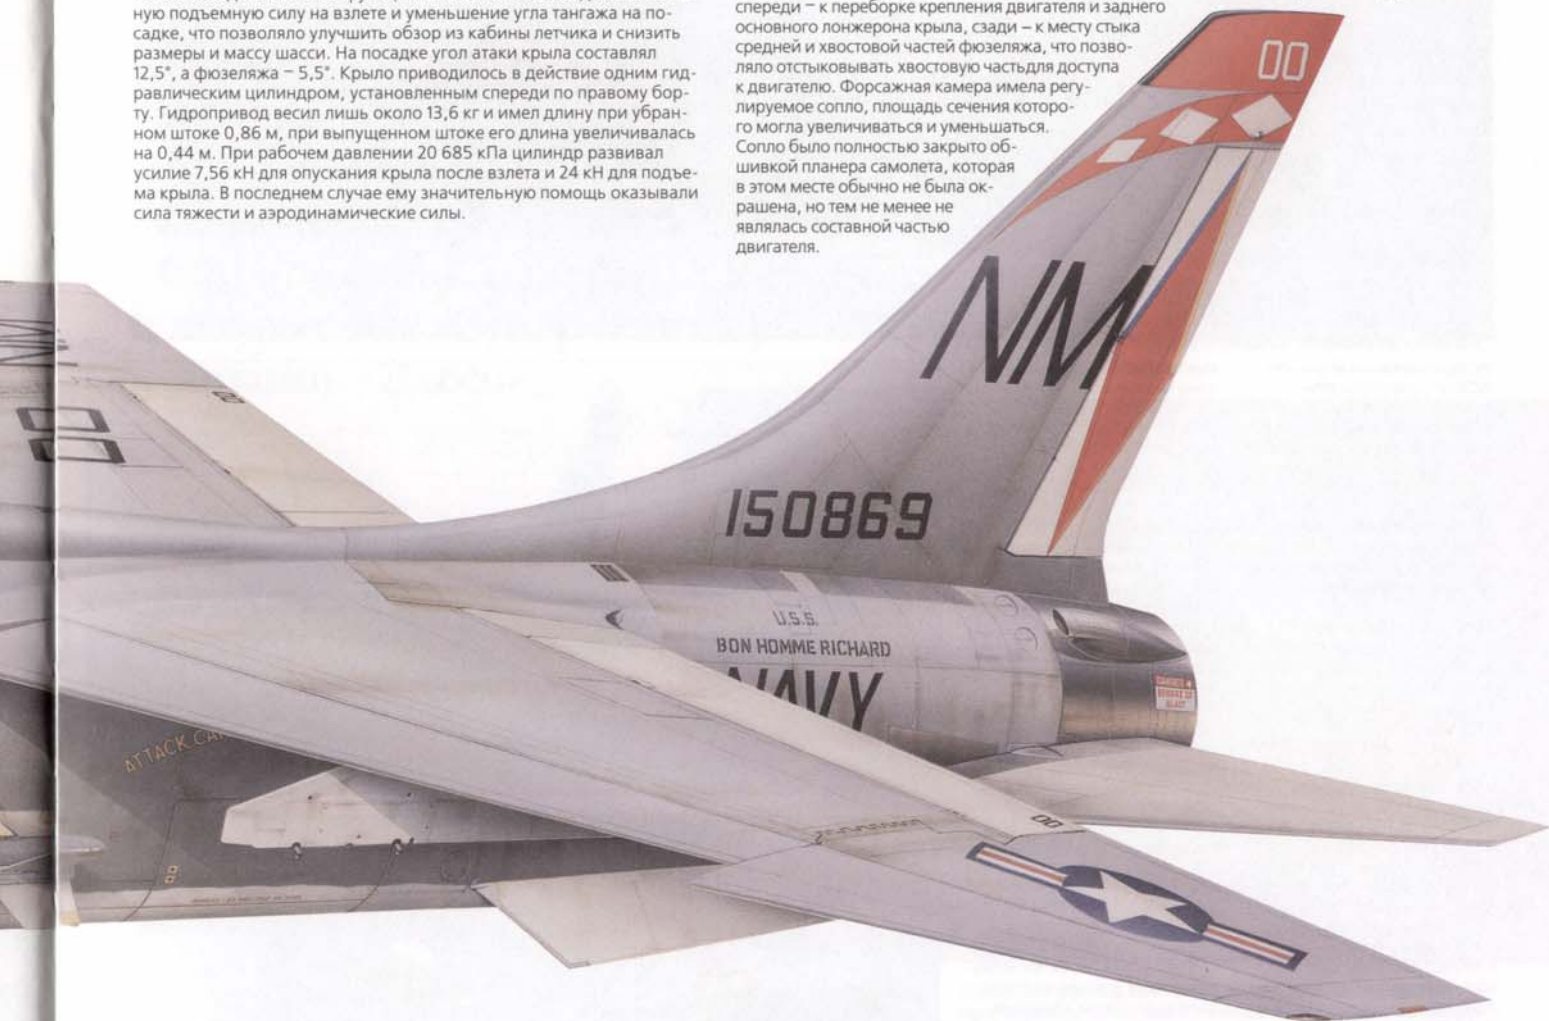 ную подъемную силу на взлете и уменьшение угла тангажа на по-
садке, что позволяло улучшить обзор из кабины летчика и снизить
размеры и массу шасси. На посадке угол атаки крыла составлял
12,5°, а фюзеляжа – 5,5°. Крыло приводилось в действие одним гид-
равлическим цилиндром, установленным спереди по правому бор-
ту. Гидропривод весил лишь около 13,6 кг и имел длину при убран-
ном штоке 0,86 м, при выпущенном штоке его длина увеличивалась
на 0,44 м. При рабочем давлении 20 685 кПа цилиндр развивал
усилие 7,56 кН для опускания крыла после взлета и 24 кН для подъе-
ма крыла. В последнем случае ему значительную помощь оказывали
сила тяжести и аэродинамические силы.
спереди – к переборке крепления двигателя и заднего
основного лонжерона крыла, сзади – к месту стыка
средней и хвостовой частей фюзеляжа, что позво-
ляло отстыковывать хвостовую частьдля доступа
к двигателю. Форсажная камера имела регу-
лируемое сопло, площадь сечения которо-
го могла увеличиваться и уменьшаться.
Сопло было полностью закрыто об-
шивкой планера самолета, которая
в этом месте обычно не была ок-
рашена, но тем не менее не
являлась составной частью
двигателя.
00
NM
00
150869
U.S.S.
BON HOMME RICHARD
NAVY
ATTACK
00
00